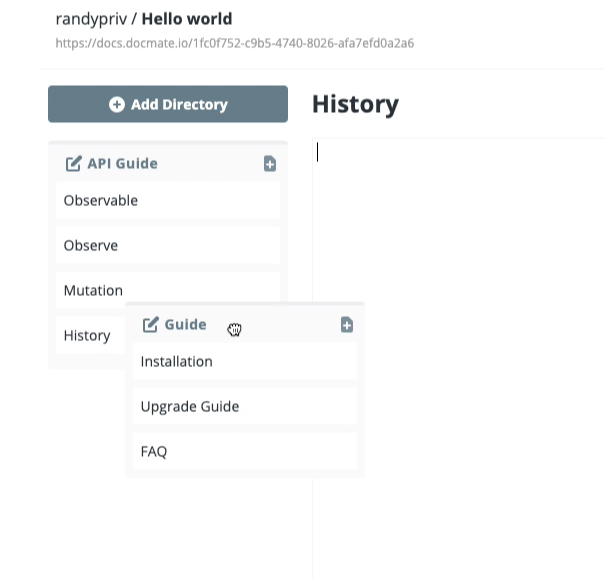 randypriv / Hello world
https://docs.docmate.io/1fc0f752-c9b5-4740-8026-afa7efd0a2a6
Add Directory
History
API Guide
Observable
Observe
Mutation
History
Guide
Installation
Upgrade Guide
FAQ